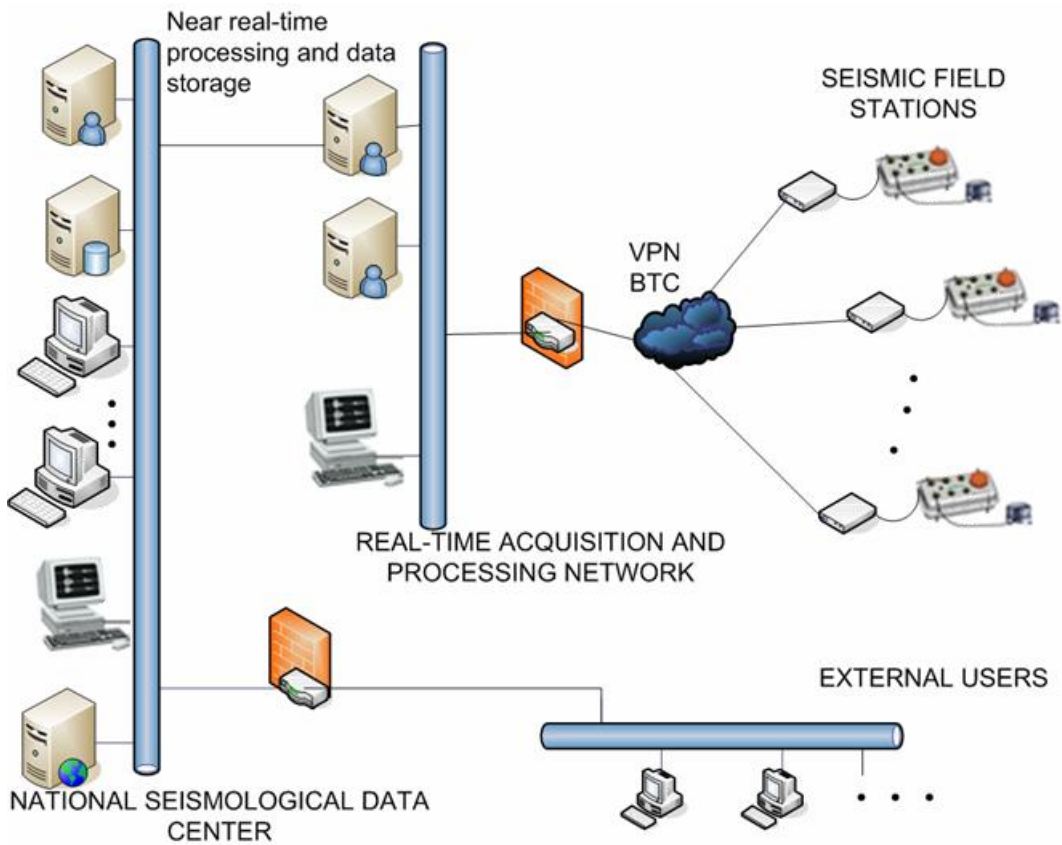 Near real-time
processing and data
storage
SEISMIC FIELD
STATIONS
VPN
BTC
REAL-TIME ACQUISITION AND
PROCESSING NETWORK
EXTERNAL USERS
NATIONAL SEISMOLOGICAL DATA
CENTER